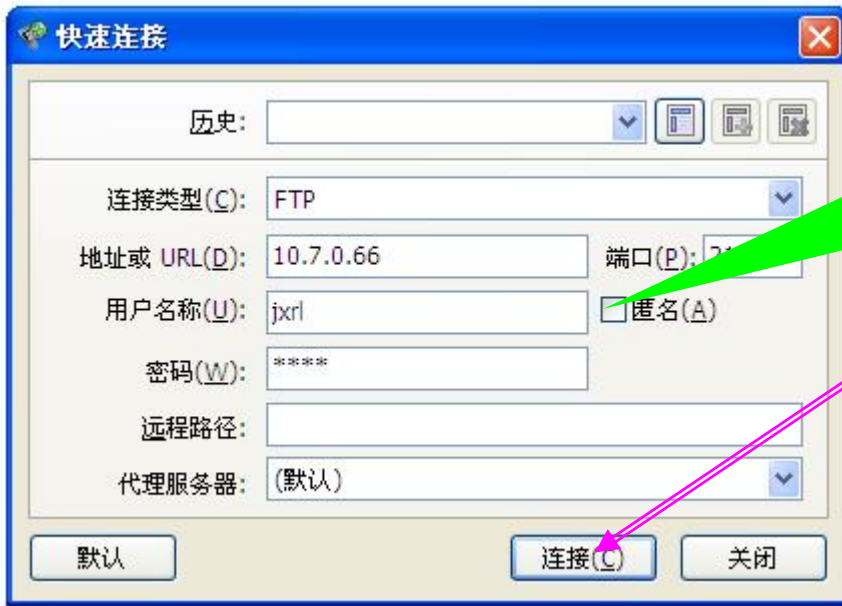 快速连接
历史:
连接类型(C): FTP
地址或 URL(D): 10.7.0.66 端口(P):
用户名称(U): jxrl 匿名(A)
密码(W): ****
远程路径:
代理服务器: (默认)
默认 连接(C) 关闭